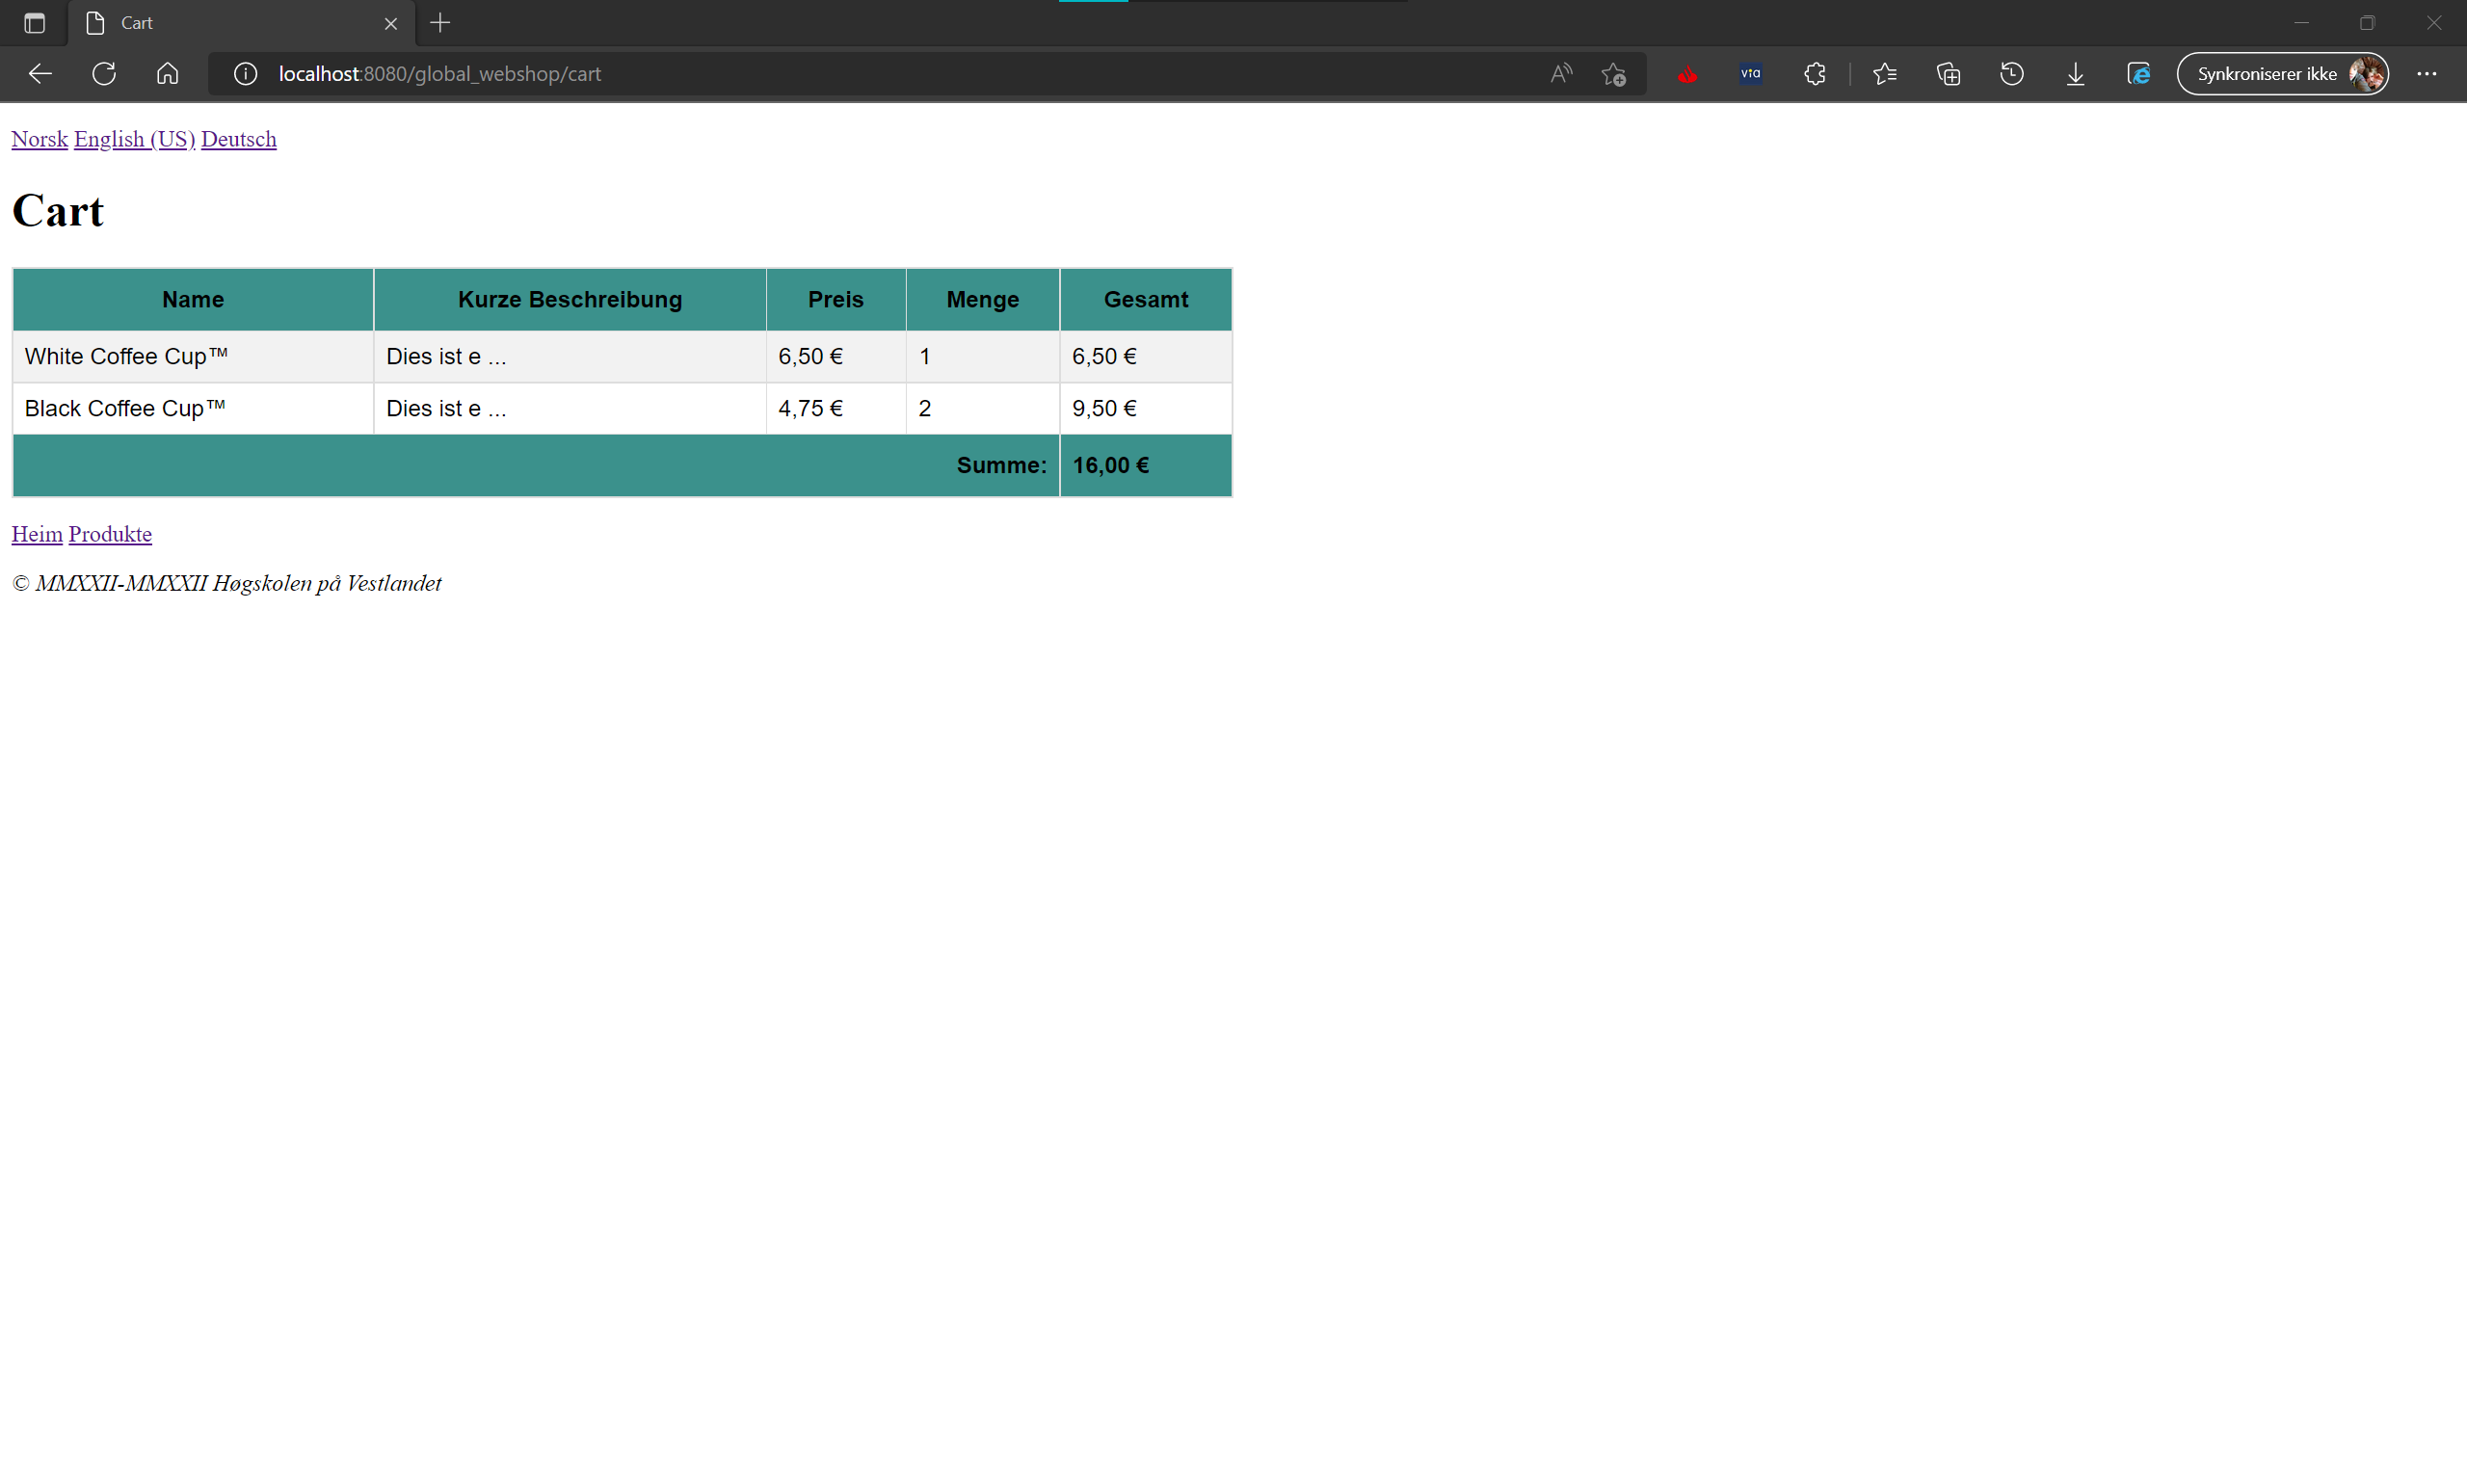 Cart
localhost:8080/global_webshop/cart
vta
Synkroniserer ikke
Norsk English (US) Deutsch
Cart
Name Kurze Beschreibung Preis Menge Gesamt
White Coffee Cup™ Dies ist e ... 6,50 € 1 6,50 €
Black Coffee Cup™ Dies ist e ... 4,75 € 2 9,50 €
Summe: 16,00 €
Heim Produkte
© MMXXII-MMXXII Høgskolen på Vestlandet